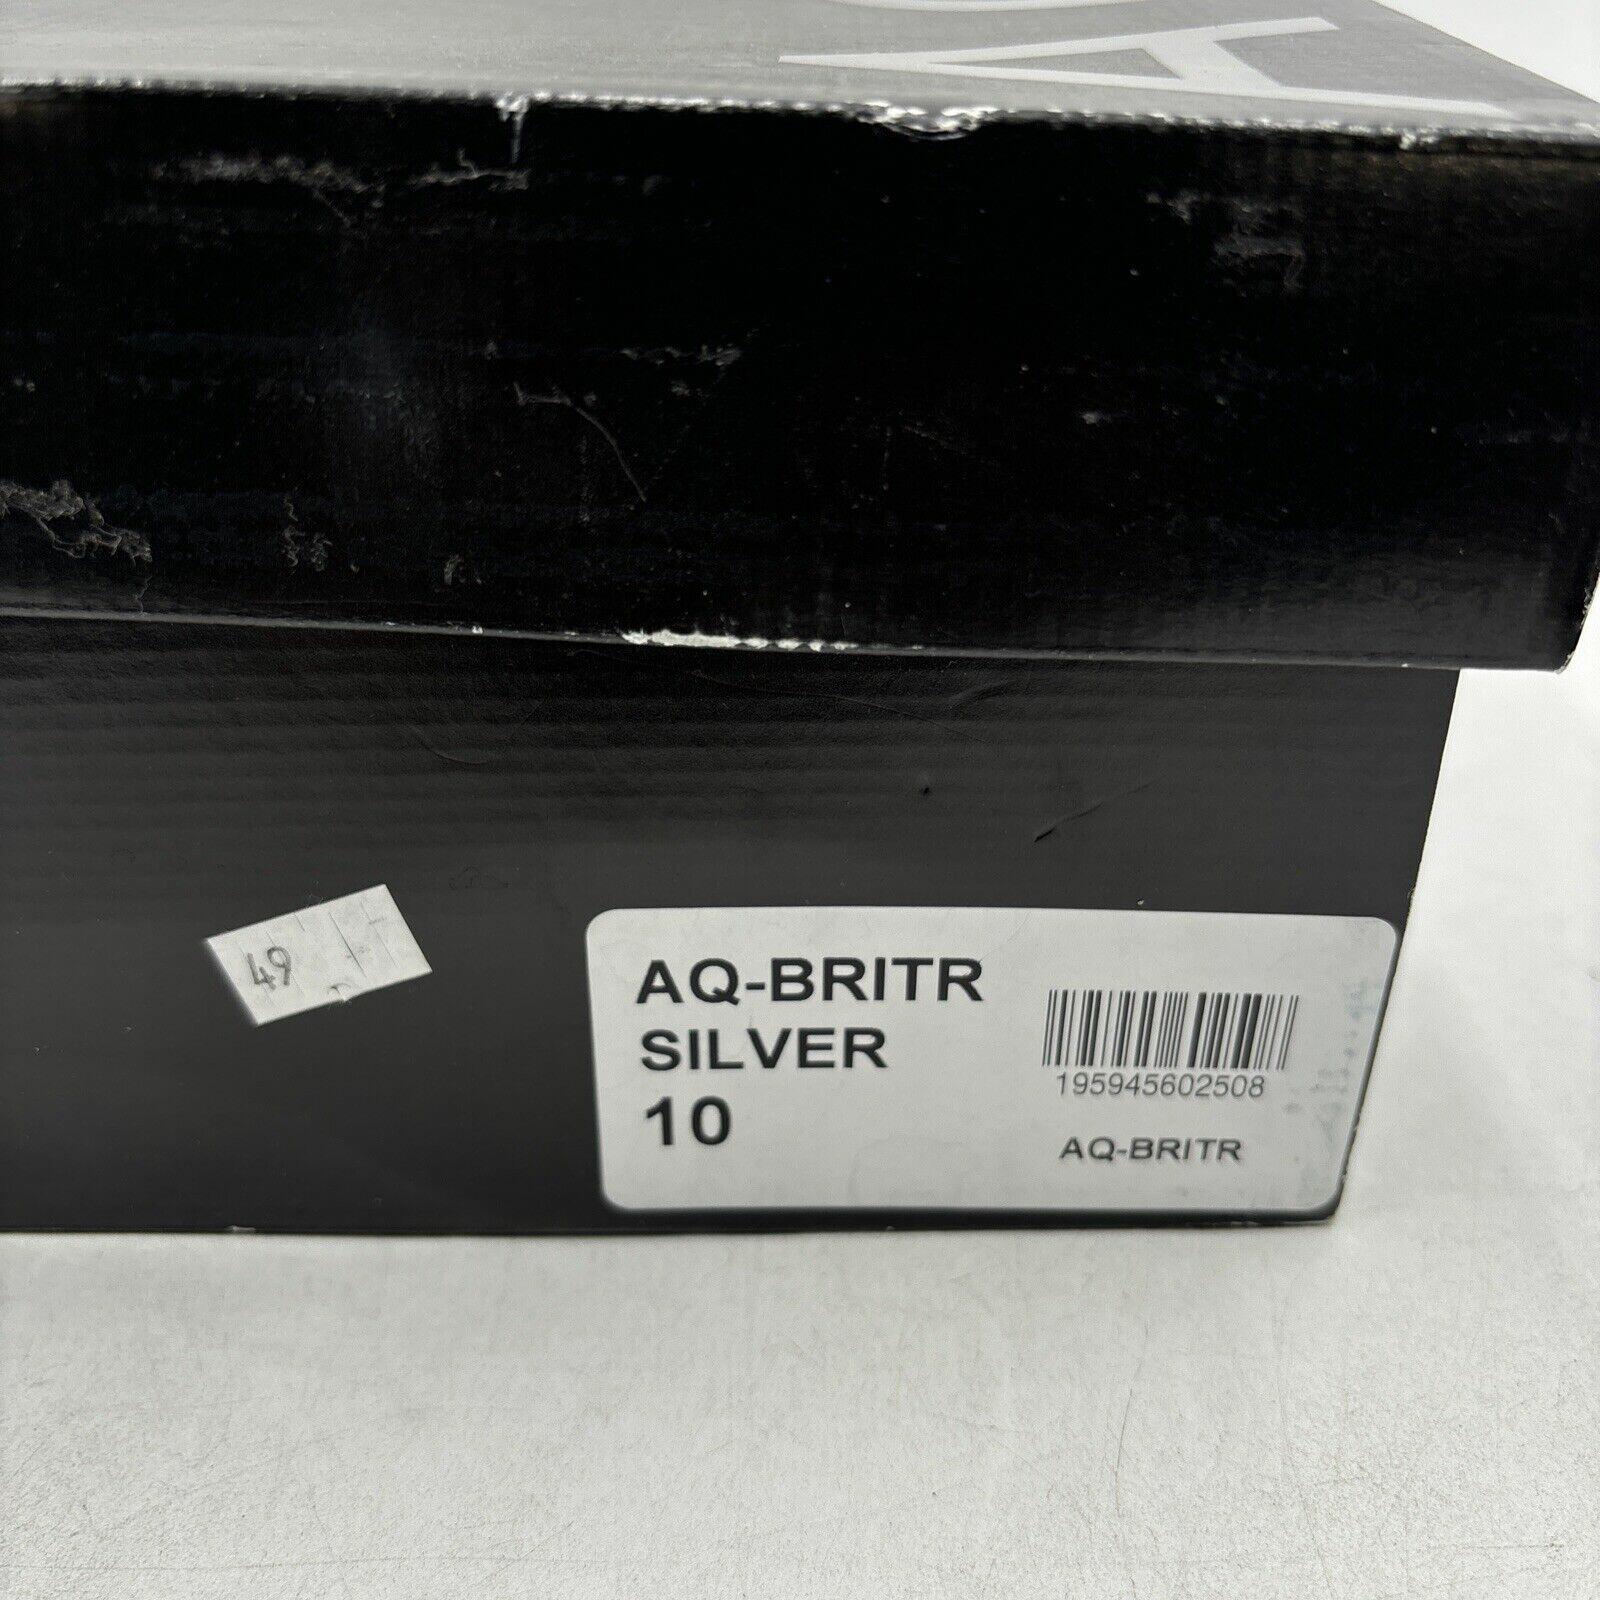 A
49
AQ-BRITR
SILVER
10
195945602508
AQ-BRITR